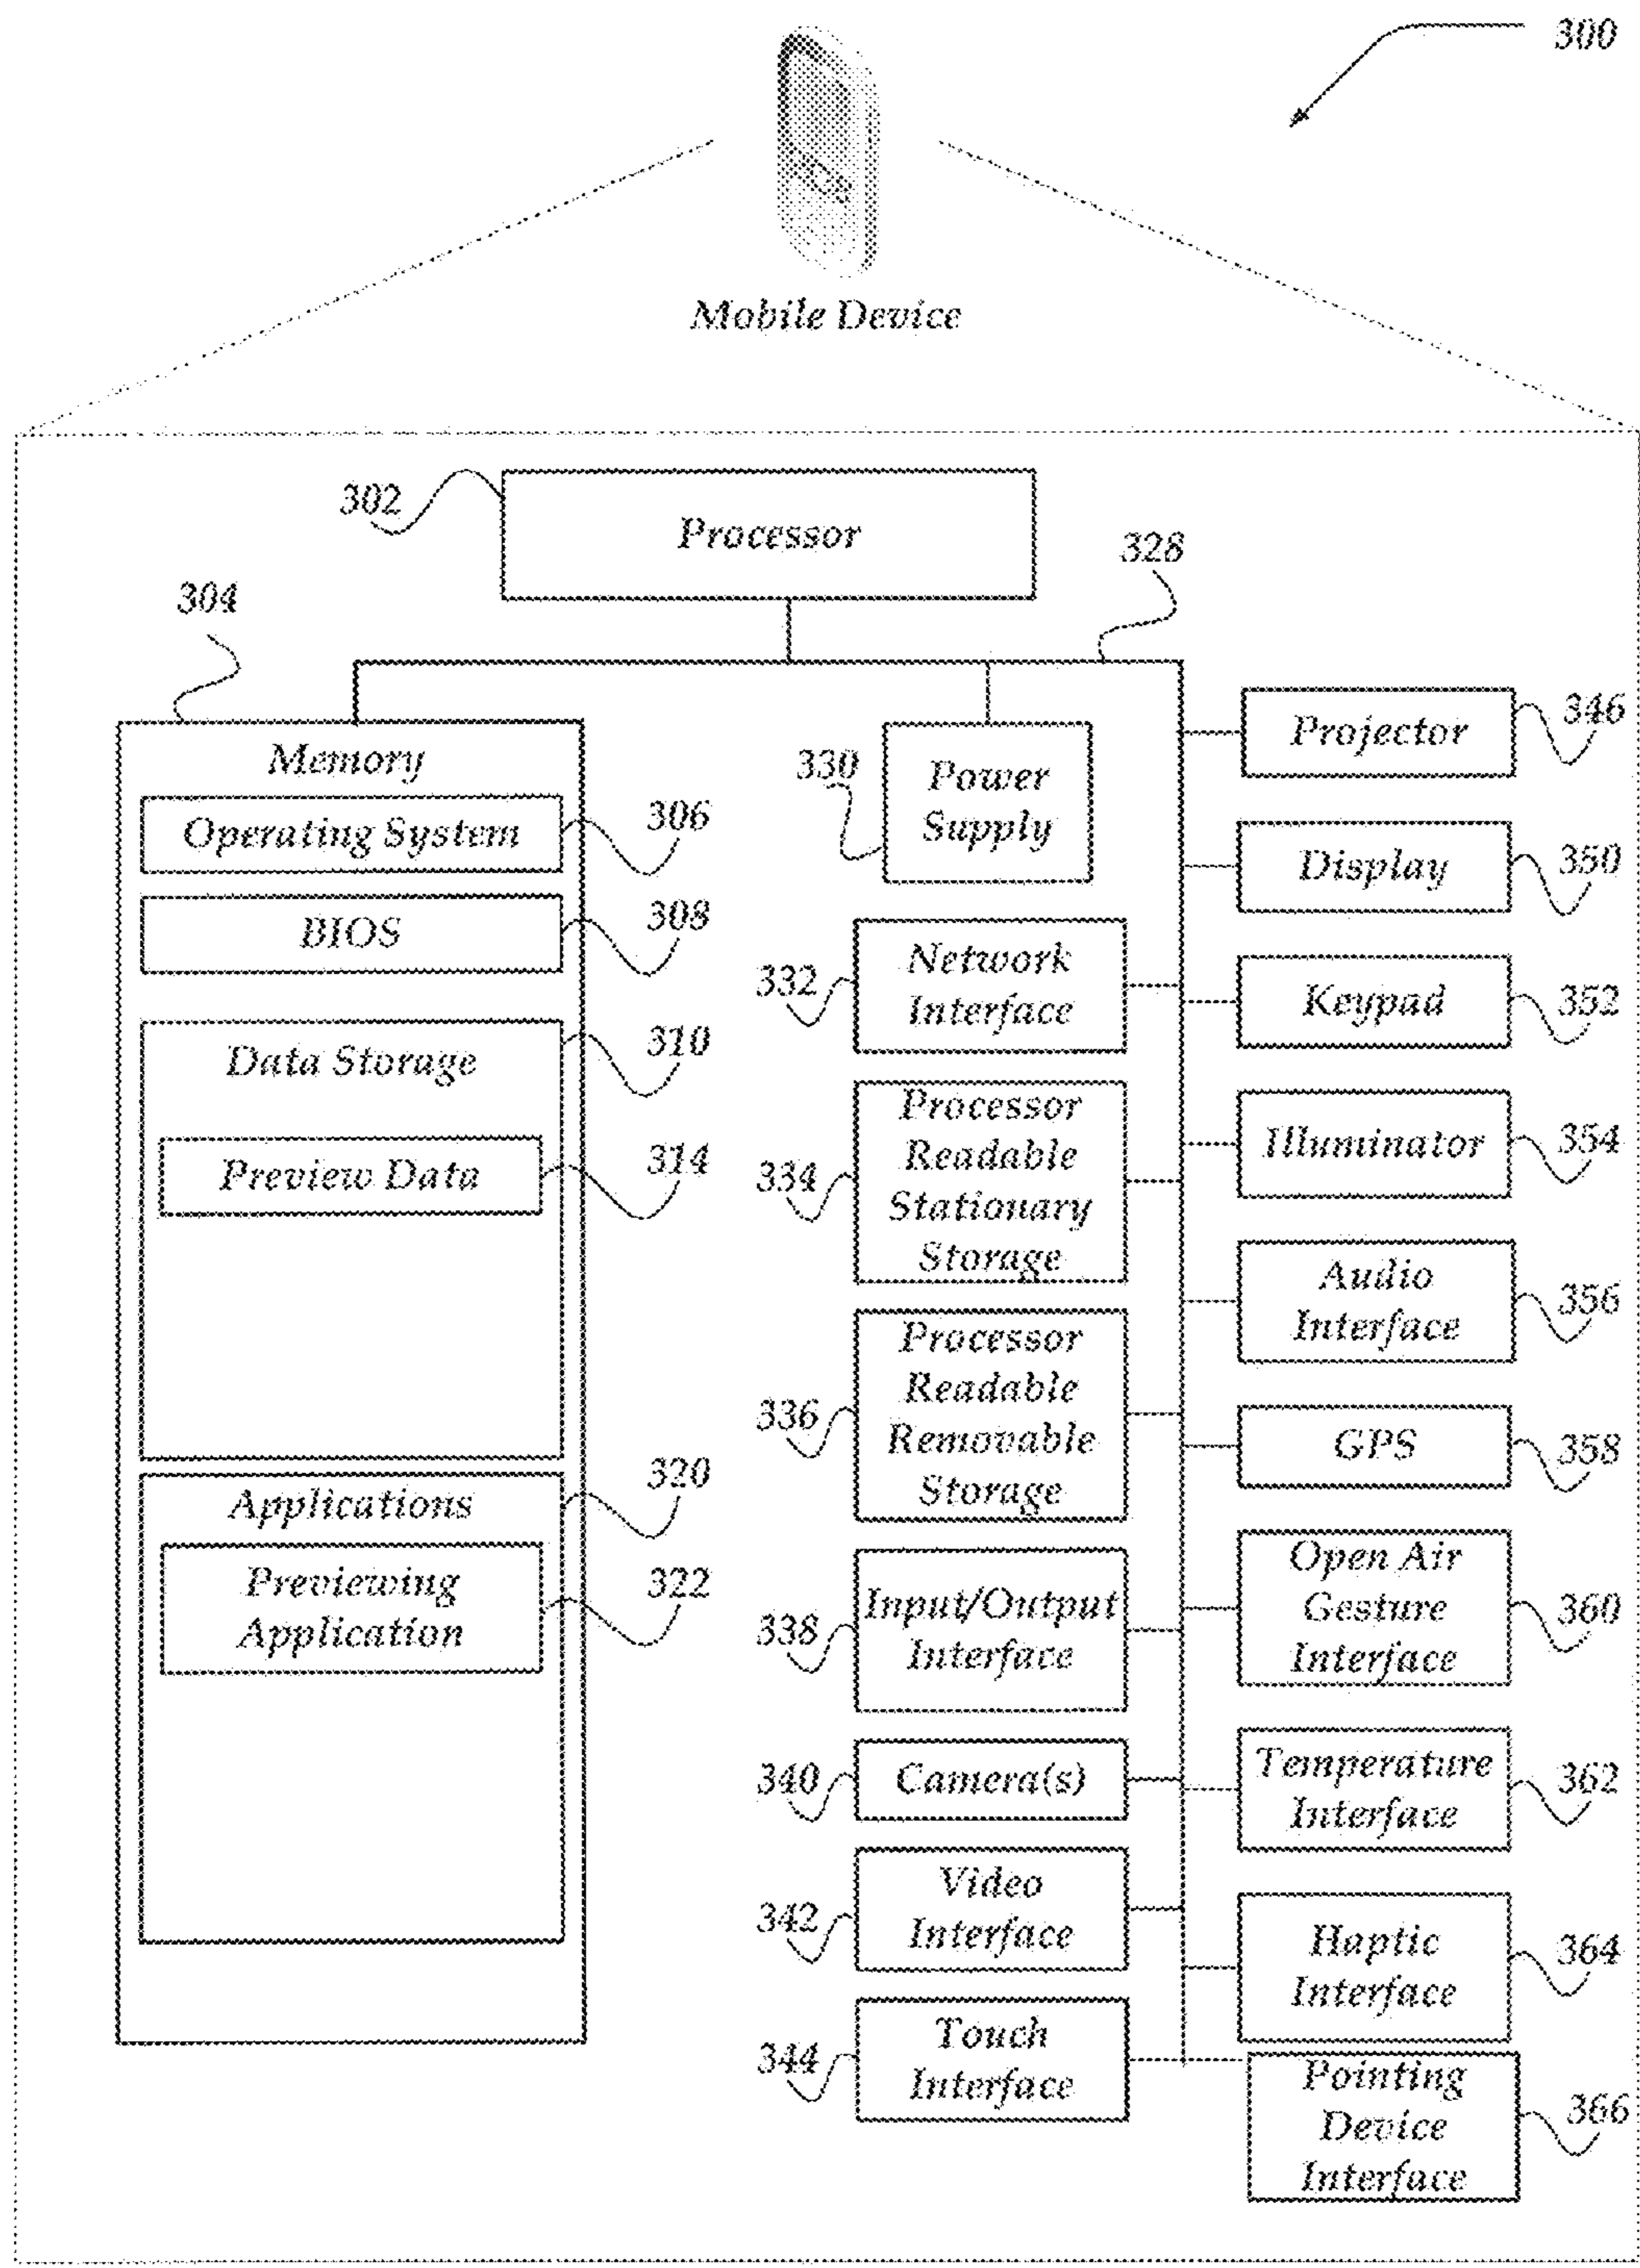 300
Mobile Device
302
Processor
328
304
Memory
Operating System
306
BIOS
308
Data Storage
310
Preview Data
314
Applications
320
Previewing
Application
322
330
Power
Supply
332
Network
Interface
334
Processor
Readable
Stationary
Storage
336
Processor
Readable
Removable
Storage
338
Input/Output
Interface
340
Camera(s)
342
Video
Interface
344
Touch
Interface
Projector
346
Display
350
Keypad
352
Illuminator
354
Audio
Interface
356
GPS
358
Open Air
Gesture
Interface
360
Temperature
Interface
362
Haptic
Interface
364
Pointing
Device
Interface
366